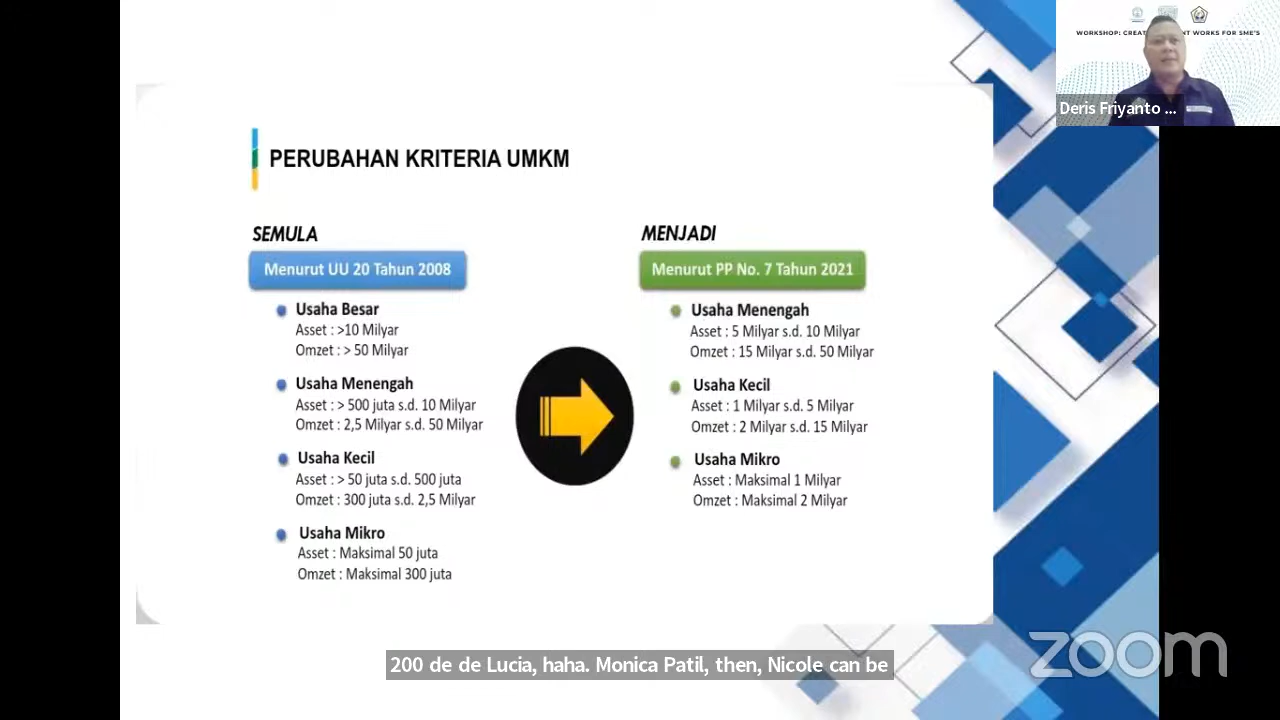 PERUBAHAN KRITERIA UMKM
SEMULA
Menurut UU 20 Tahun 2008
Usaha Besar
Asset : >10 Milyar
Omzet : > 50 Milyar
Usaha Menengah
Asset : > 500 juta s.d. 10 Milyar
Omzet : 2,5 Milyar s.d. 50 Milyar
Usaha Kecil
Asset : > 50 juta s.d. 500 juta
Omzet : 300 juta s.d. 2,5 Milyar
Usaha Mikro
Asset : Maksimal 50 juta
Omzet : Maksimal 300 juta
MENJADI
Menurut PP No. 7 Tahun 2021
Usaha Menengah
Asset : 5 Milyar s.d. 10 Milyar
Omzet : 15 Milyar s.d. 50 Milyar
Usaha Kecil
Asset : 1 Milyar s.d. 5 Milyar
Omzet : 2 Milyar s.d. 15 Milyar
Usaha Mikro
Asset : Maksimal 1 Milyar
Omzet : Maksimal 2 Milyar
WORKSHOP: WORKS FOR SME'S
Deris Friyanto ...
200 de de Lucia, haha. Monica Patil, then, Nicole can be
zoom